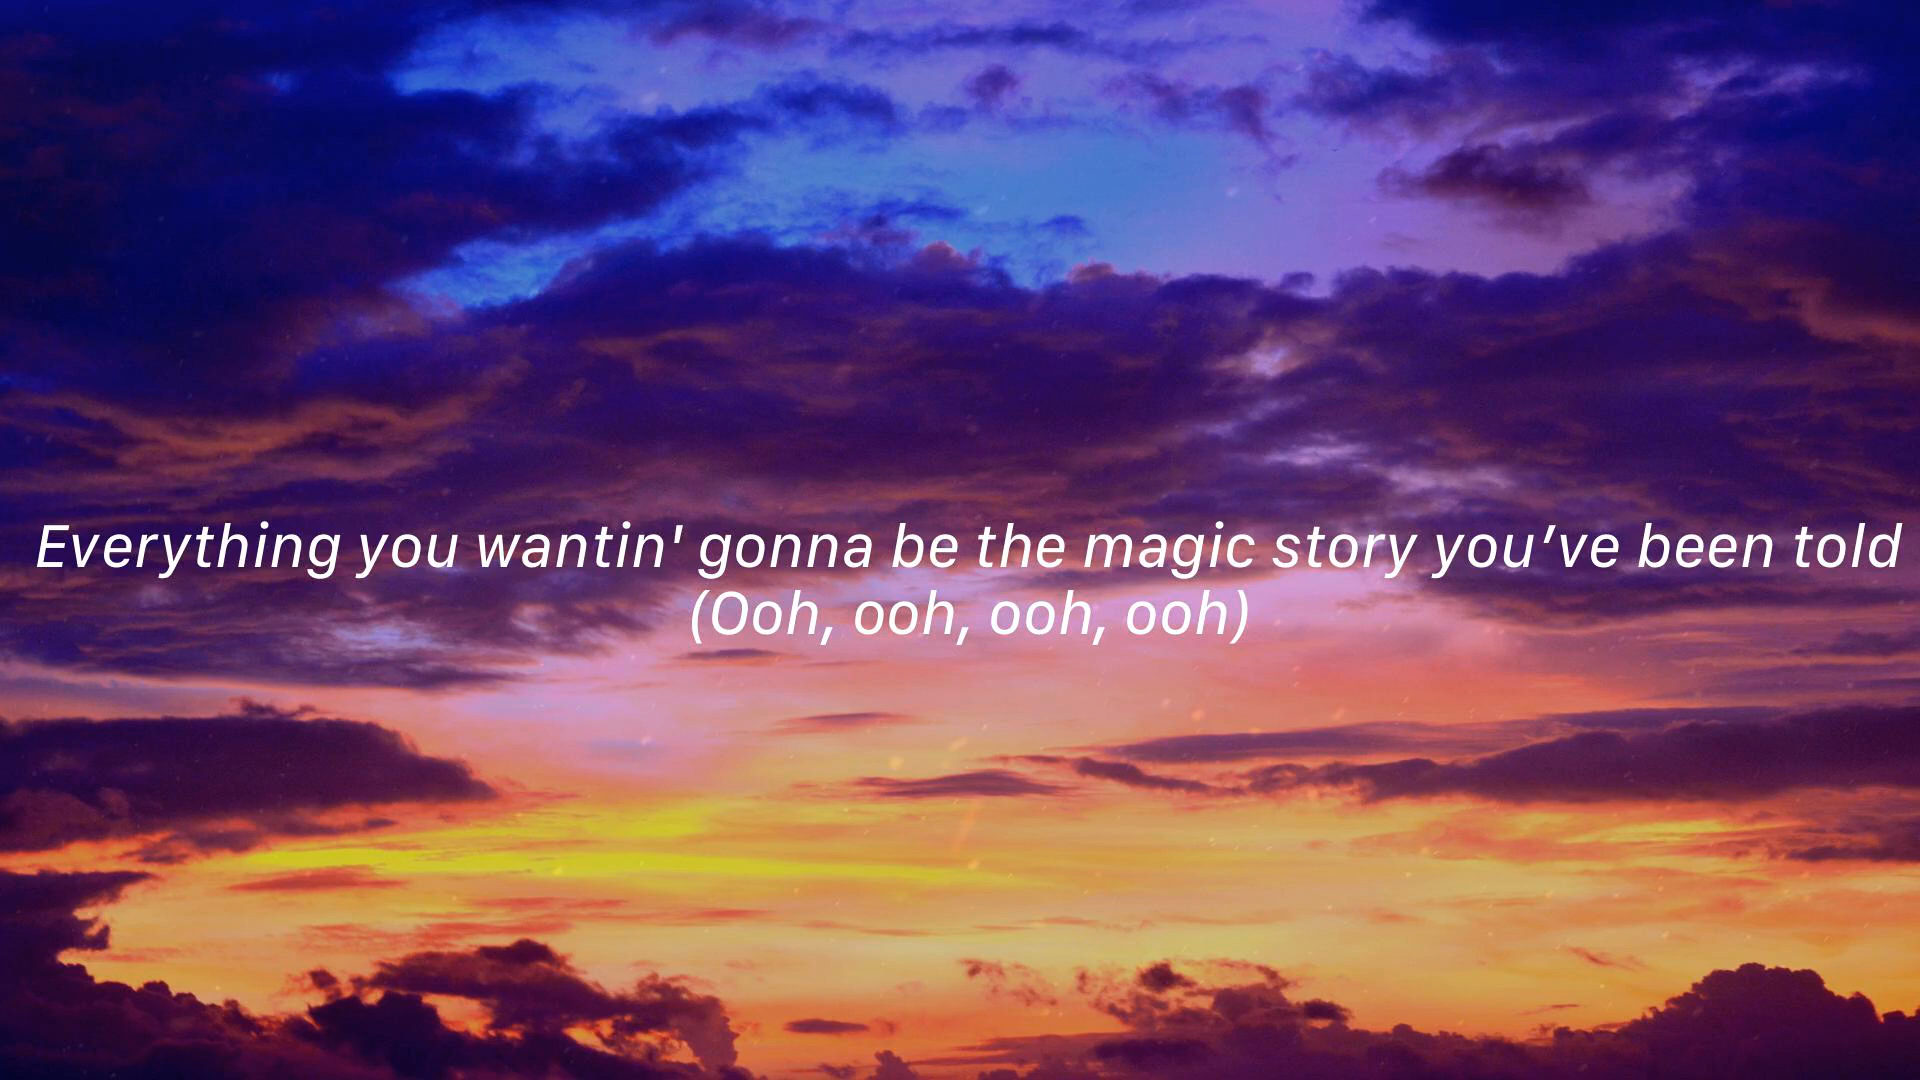 Everything you wantin' gonna be the magic story you’ve been told
(Ooh, ooh, ooh, ooh)